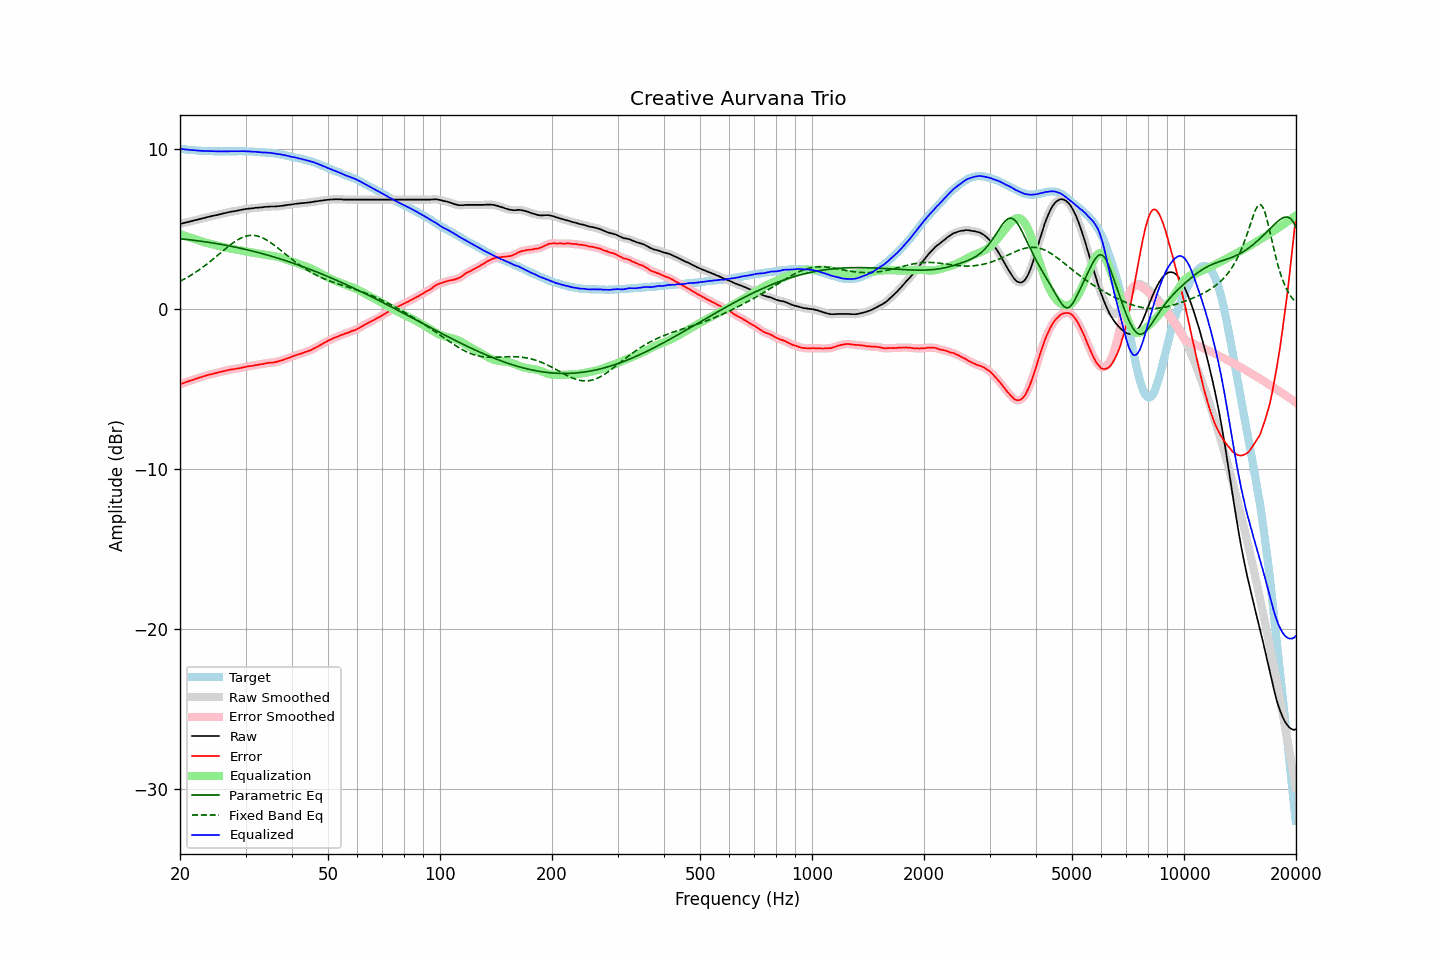 Creative Aurvana Trio
10
0
−10
−20
−30
Amplitude (dBr)
Target
Raw Smoothed
Error Smoothed
Raw
Error
Equalization
Parametric Eq
Fixed Band Eq
Equalized
20
50
100
200
500
1000
2000
5000
10000
20000
Frequency (Hz)